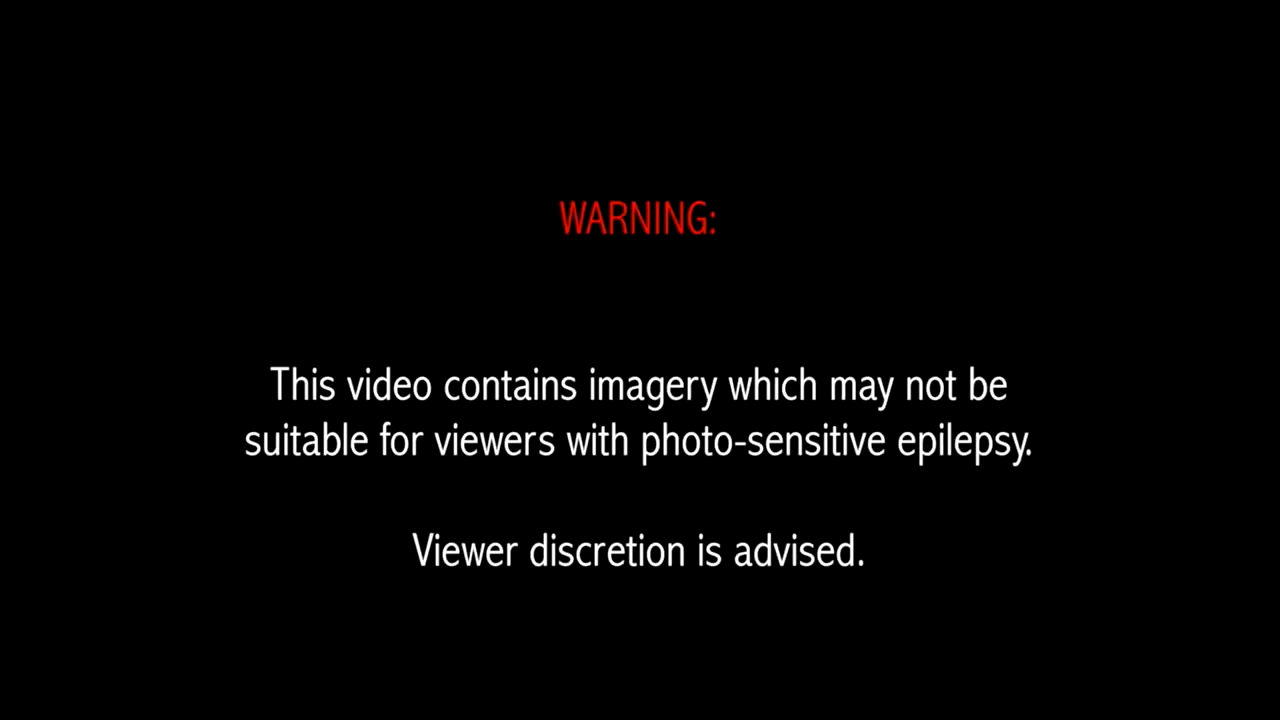 WARNING:
This video contains imagery which may not be
suitable for viewers with photo-sensitive epilepsy.
Viewer discretion is advised.